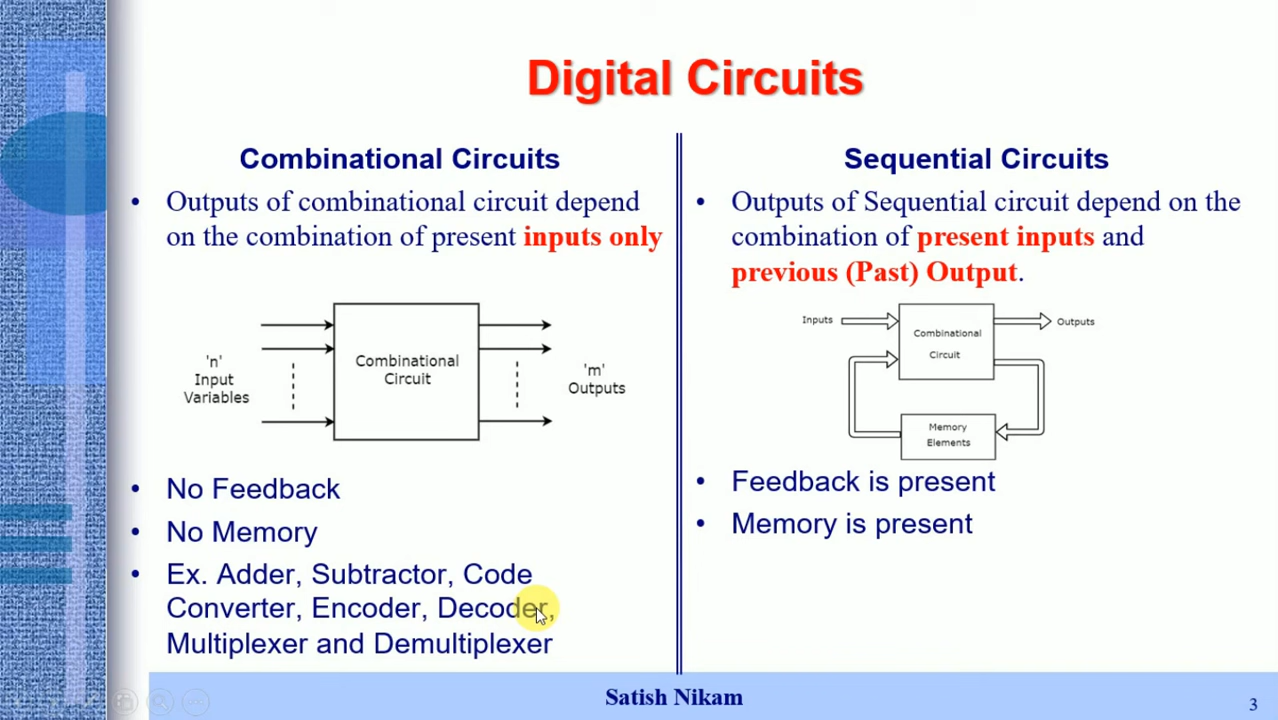 Digital Circuits
Combinational Circuits
• Outputs of combinational circuit depend
on the combination of present inputs only
'n'
Input
Variables
Combinational
Circuit
'm'
Outputs
• No Feedback
• No Memory
• Ex. Adder, Subtractor, Code
Converter, Encoder, Decoder,
Multiplexer and Demultiplexer
Sequential Circuits
• Outputs of Sequential circuit depend on the
combination of present inputs and
previous (Past) Output.
Inputs
Combinational
Circuit
Outputs
Memory
Elements
• Feedback is present
• Memory is present
Satish Nikam
3